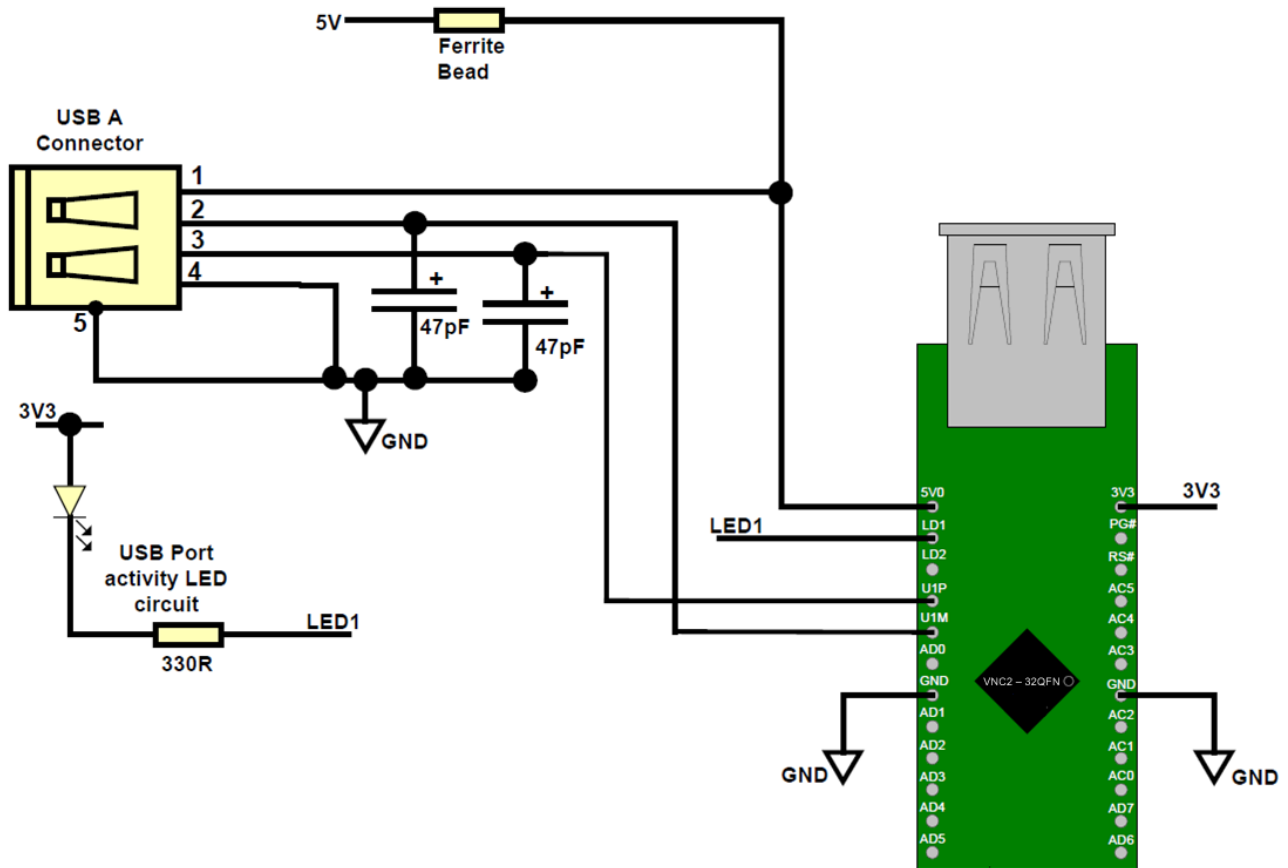 5V
Ferrite
Bead
USB A
Connector
1
2
3
4
5
+
47pF
+
47pF
GND
3V3
USB Port
activity LED
circuit
LED1
330R
5V0
LD1
LED1
LD2
U1P
U1M
AD0
GND
AD1
AD2
AD3
AD4
AD5
GND
VNC2 – 32QFN
3V3
3V3
PG#
RS#
AC5
AC4
AC3
GND
AC2
AC1
AC0
AD7
AD6
GND